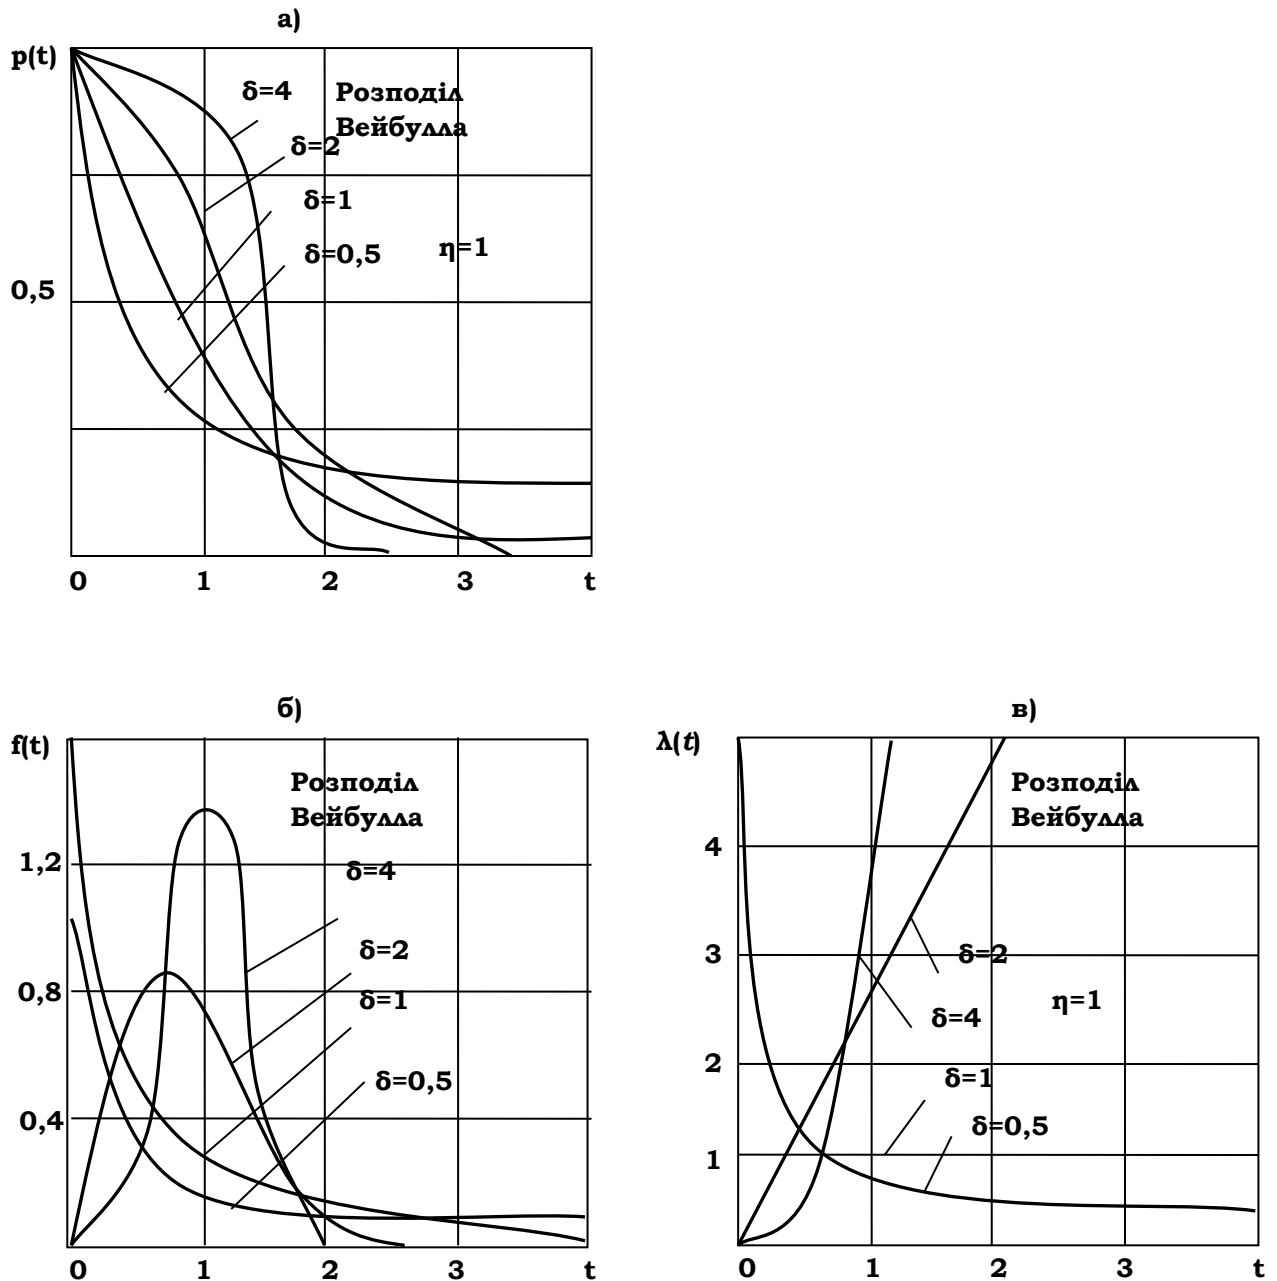 а)
p(t)
δ=4
Розподіл
Вейбулла
δ=2
δ=1
δ=0,5
η=1
0,5
0 1 2 3 t
б)
f(t)
Розподіл
Вейбулла
1,2
δ=4
δ=2
0,8
δ=1
δ=0,5
0,4
0 1 2 3 t
в)
λ(t)
Розподіл
Вейбулла
4
3
δ=2
η=1
δ=4
2
δ=1
δ=0,5
1
0 1 2 3 t